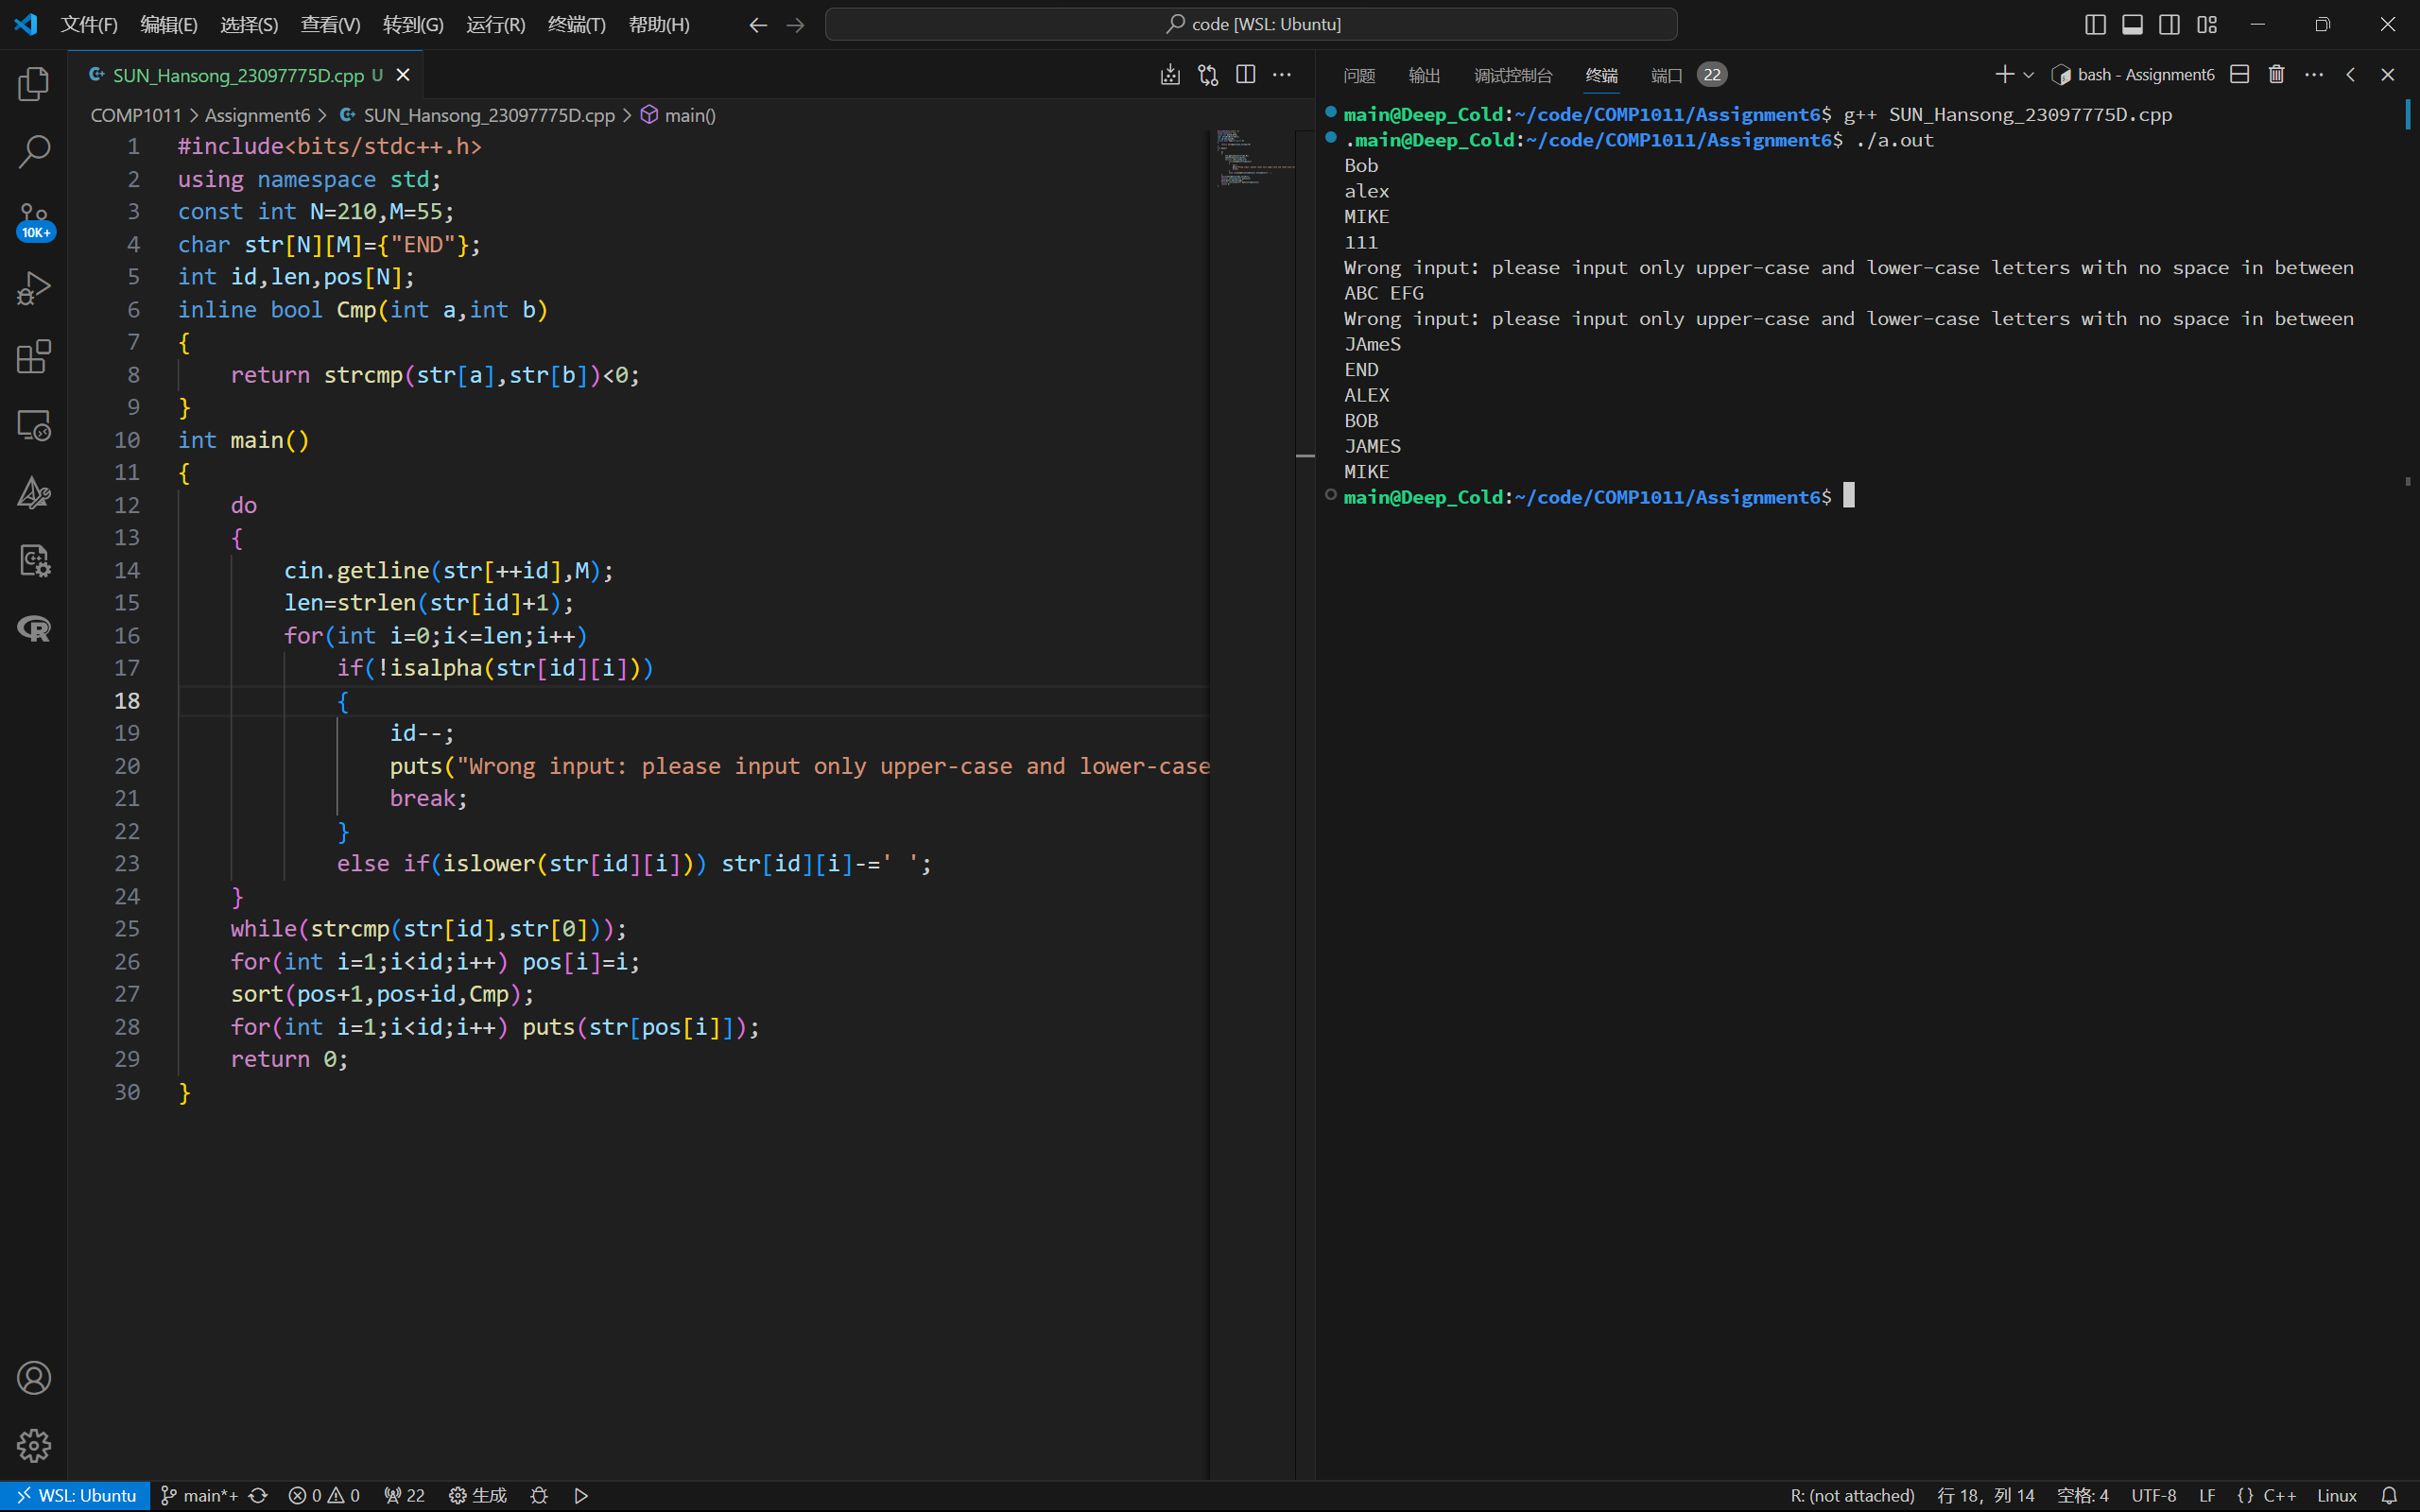 文件(F) 编辑(E) 选择(S) 查看(V) 转到(G) 运行(R) 终端(T) 帮助(H)
code [WSL: Ubuntu]
SUN_Hansong_23097775D.cpp U
COMP1011 > Assignment6 > SUN_Hansong_23097775D.cpp > main()
10K+
1 #include<bits/stdc++.h>
2 using namespace std;
3 const int N=210,M=55;
4 char str[N][M]={"END"};
5 int id,len,pos[N];
6 inline bool Cmp(int a,int b)
7 {
8     return strcmp(str[a],str[b])<0;
9 }
10 int main()
11 {
12     do
13     {
14         cin.getline(str[++id],M);
15         len=strlen(str[id]+1);
16         for(int i=0;i<=len;i++)
17             if(!isalpha(str[id][i]))
18             {
19                 id--;
20                 puts("Wrong input: please input only upper-case and lower-case
21                 break;
22             }
23             else if(islower(str[id][i])) str[id][i]-=' ';
24     }
25     while(strcmp(str[id],str[0]));
26     for(int i=1;i<id;i++) pos[i]=i;
27     sort(pos+1,pos+id,Cmp);
28     for(int i=1;i<id;i++) puts(str[pos[i]]);
29     return 0;
30 }
问题 输出 调试控制台 终端 端口 22
bash - Assignment6
main@Deep_Cold:~/code/COMP1011/Assignment6$ g++ SUN_Hansong_23097775D.cpp
.main@Deep_Cold:~/code/COMP1011/Assignment6$ ./a.out
Bob
alex
MIKE
111
Wrong input: please input only upper-case and lower-case letters with no space in between
ABC EFG
Wrong input: please input only upper-case and lower-case letters with no space in between
JAmeS
END
ALEX
BOB
JAMES
MIKE
main@Deep_Cold:~/code/COMP1011/Assignment6$
WSL: Ubuntu main*+ 0 0 22 生成
R: (not attached) 行 18，列 14 空格: 4 UTF-8 LF {} C++ Linux